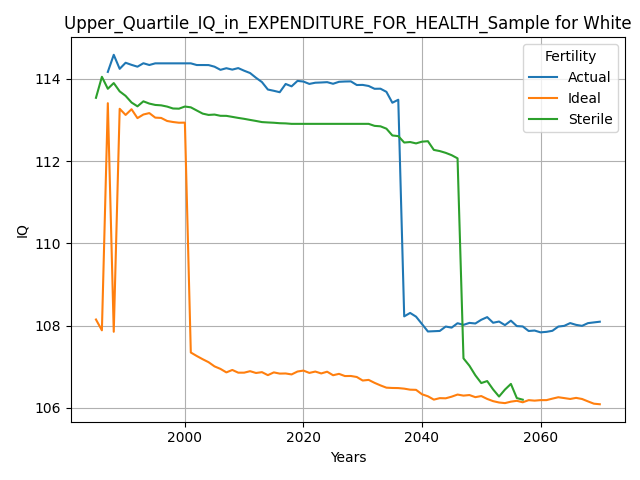 Upper_Quartile_IQ_in_EXPENDITURE_FOR_HEALTH_Sample for White
Fertility
Actual
Ideal
Sterile
114
112
110
108
106
IQ
2000
2020
2040
2060
Years